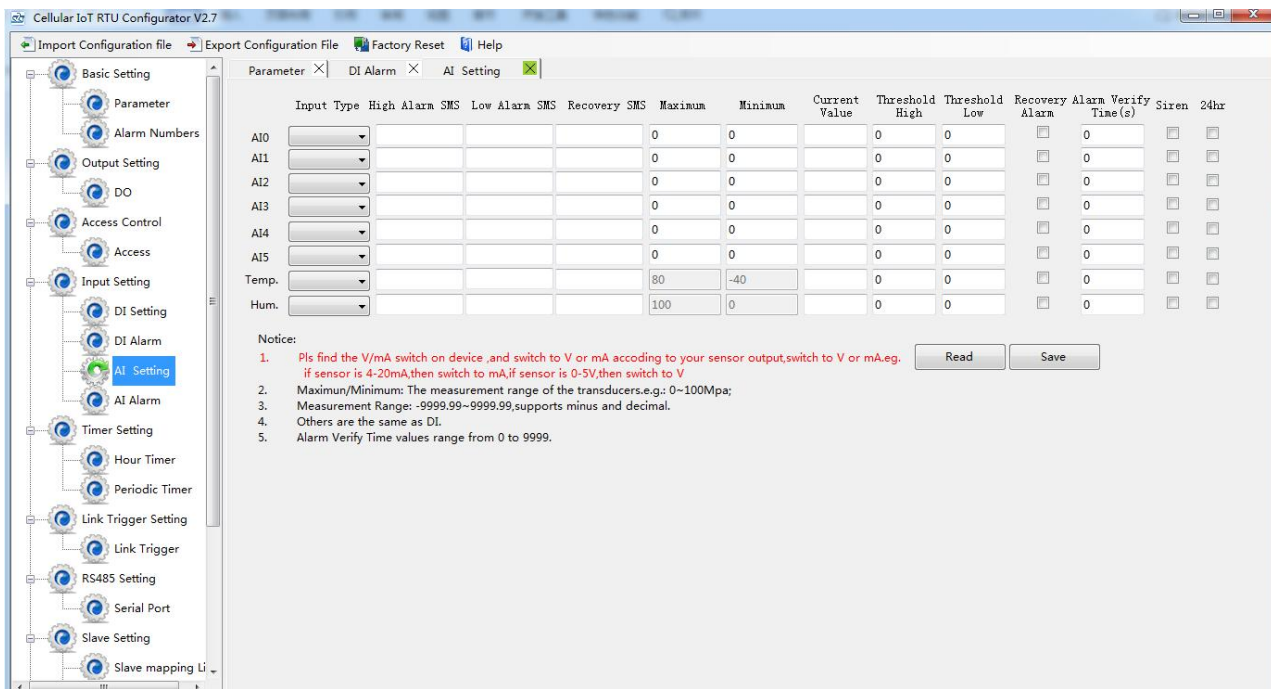 Cellular IoT RTU Configurator V2.7
Import Configuration file Export Configuration File Factory Reset Help
Basic Setting
Parameter
Alarm Numbers
Output Setting
DO
Access Control
Access
Input Setting
DI Setting
DI Alarm
AI Setting
AI Alarm
Timer Setting
Hour Timer
Periodic Timer
Link Trigger Setting
Link Trigger
RS485 Setting
Serial Port
Slave Setting
Slave mapping Li
Parameter DI Alarm AI Setting
Input Type High Alarm SMS Low Alarm SMS Recovery SMS Maximum Minimum Current Value Threshold High Threshold Low Recovery Alarm Alarm Verify Time(s) Siren 24hr
AI0 0 0 0 0 0
AI1 0 0 0 0 0
AI2 0 0 0 0 0
AI3 0 0 0 0 0
AI4 0 0 0 0 0
AI5 0 0 0 0 0
Temp. 80 -40 0 0 0
Hum. 100 0 0 0 0
Notice:
1. Pls find the V/mA switch on device ,and switch to V or mA accoding to your sensor output,switch to V or mA.eg.
if sensor is 4-20mA,then switch to mA,if sensor is 0-5V,then switch to V
2. Maximun/Minimum: The measurement range of the transducers.e.g.: 0~100Mpa;
3. Measurement Range: -9999.99~9999.99,supports minus and decimal.
4. Others are the same as DI.
5. Alarm Verify Time values range from 0 to 9999.
Read Save